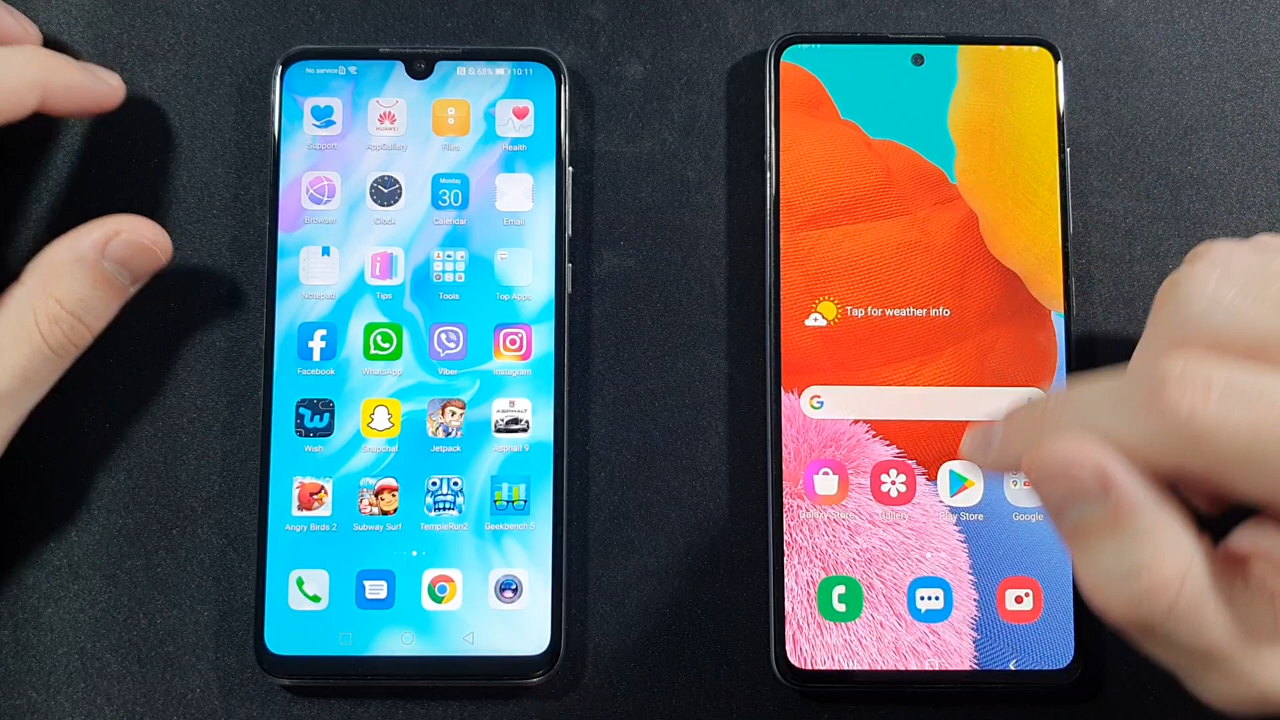 No service 68% 10:11
Support AppGallery Files Health
HUAWEI
Monday
30
Browser Clock Calendar Email
Notepad Tips Tools Top Apps
Facebook WhatsApp Viber Instagram
ASPHALT
Wish Snapchat Jetpack Asphalt 9
Angry Birds 2 Subway Surf TempleRun2 Geekbench 5
Tap for weather info
Galaxy Store Gallery Play Store Google